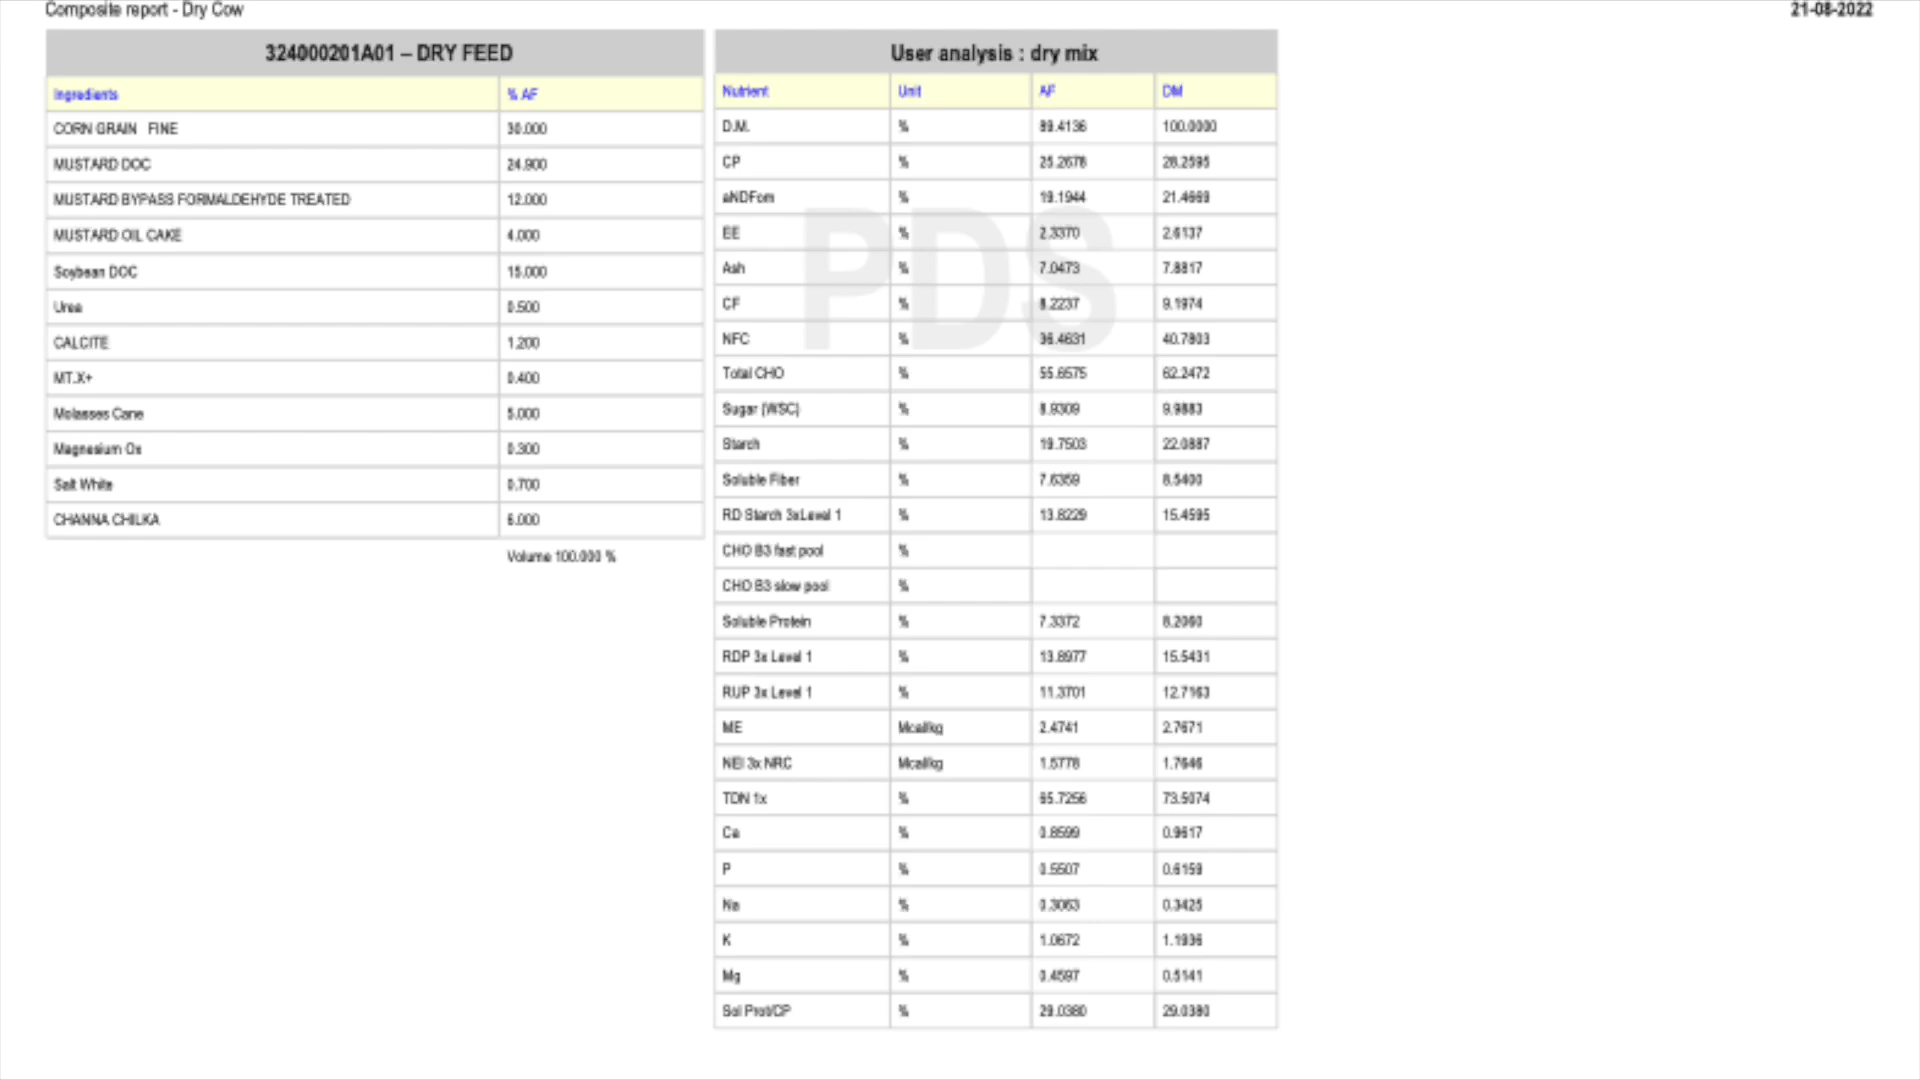 Composite report - Dry Cow 21-08-2022
324000201A01 – DRY FEED
Ingredients % AF
CORN GRAIN FINE 30.000
MUSTARD DOC 24.900
MUSTARD BYPASS FORMALDEHYDE TREATED 12.000
MUSTARD OIL CAKE 4.000
Soybean DOC 15.000
Urea 0.500
CALCITE 1.200
MT.X+ 0.400
Molasses Cane 5.000
Magnesium Ox 0.300
Salt White 0.700
CHANNA CHILKA 6.000
Volume 100.000 %
User analysis : dry mix
Nutrient Unit AF DM
D.M. % 89.4136 100.0000
CP % 25.2678 28.2595
aNDFom % 19.1944 21.4669
EE % 2.3370 2.6137
Ash % 7.0473 7.8817
CF % 8.2237 9.1974
NFC % 36.4631 40.7803
Total CHO % 55.6575 62.2472
Sugar (WSC) % 8.9309 9.9883
Starch % 19.7503 22.0887
Soluble Fiber % 7.6359 8.5400
RD Starch 3xLevel 1 % 13.8229 15.4595
CHO B3 fast pool %
CHO B3 slow pool %
Soluble Protein % 7.3372 8.2060
RDP 3x Level 1 % 13.8977 15.5431
RUP 3x Level 1 % 11.3701 12.7163
ME Mcal/kg 2.4741 2.7671
NEl 3x NRC Mcal/kg 1.5778 1.7646
TDN 1x % 65.7256 73.5074
Ca % 0.8599 0.9617
P % 0.5507 0.6159
Na % 0.3063 0.3425
K % 1.0672 1.1936
Mg % 0.4597 0.5141
Sol Prot/CP % 29.0380 29.0380
PDS